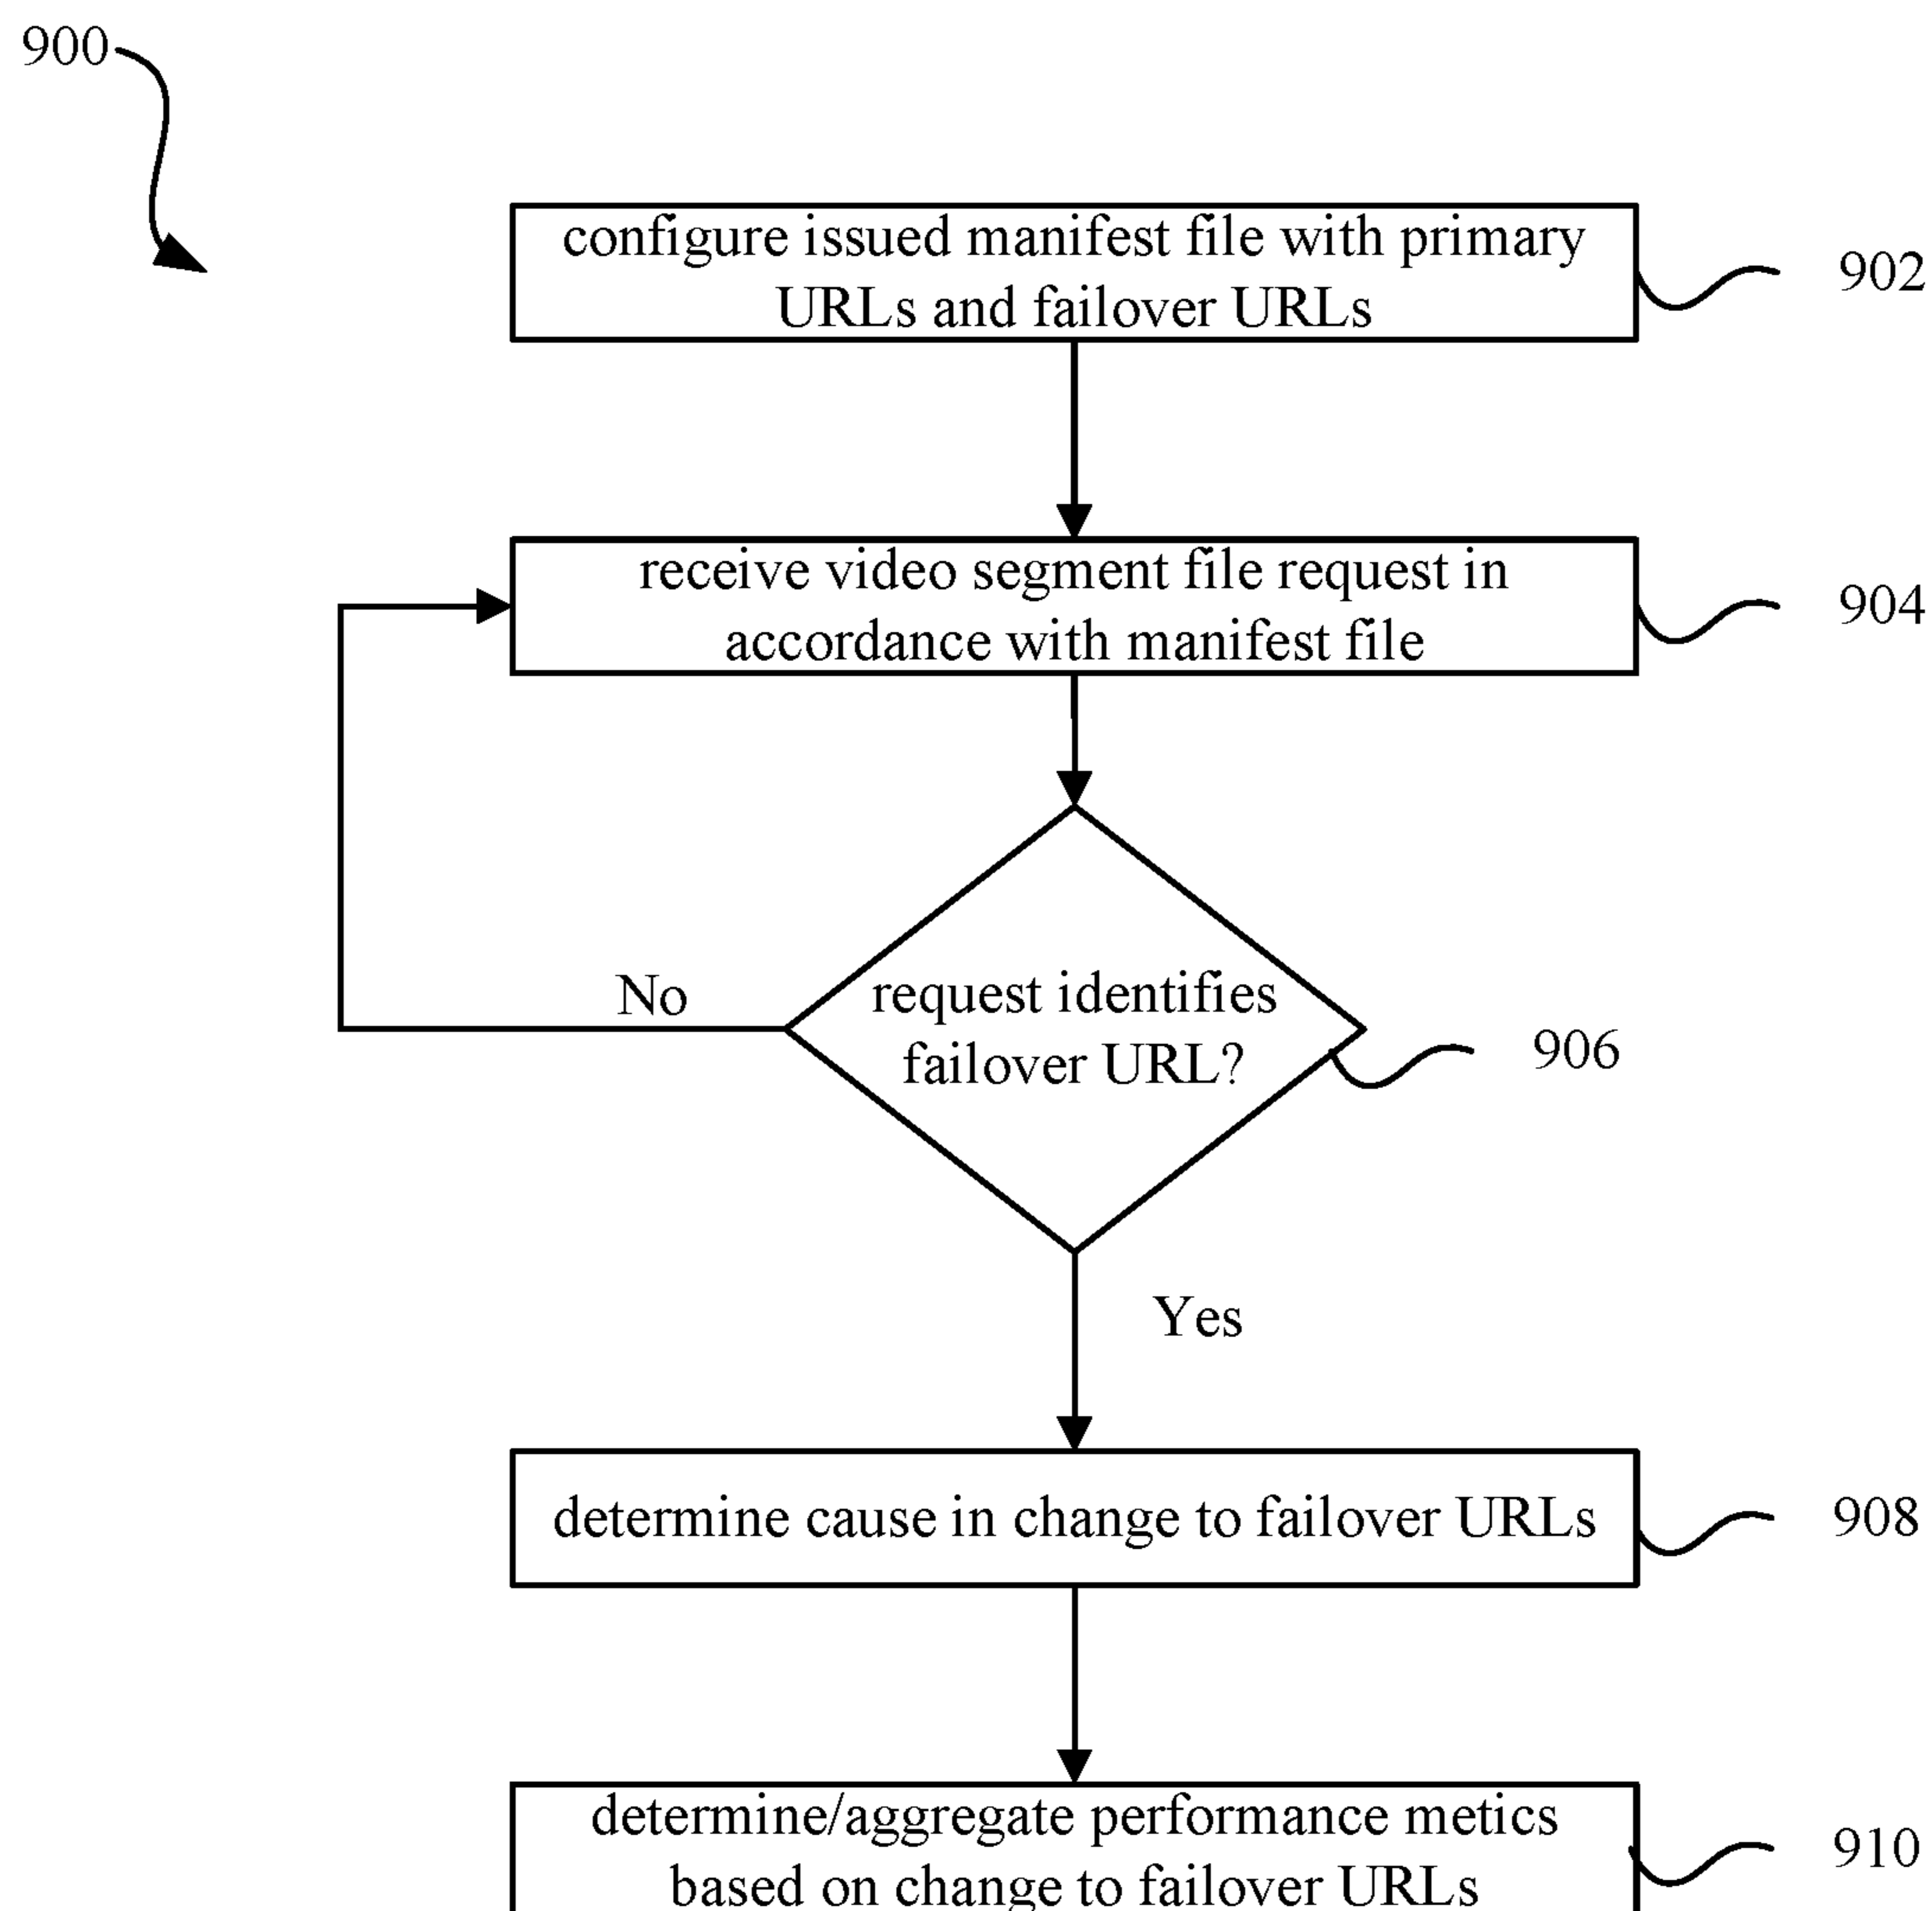 900
configure issued manifest file with primary
URLs and failover URLs
902
receive video segment file request in
accordance with manifest file
904
No
request identifies
failover URL?
906
Yes
determine cause in change to failover URLs
908
determine/aggregate performance metics
based on change to failover URLs
910